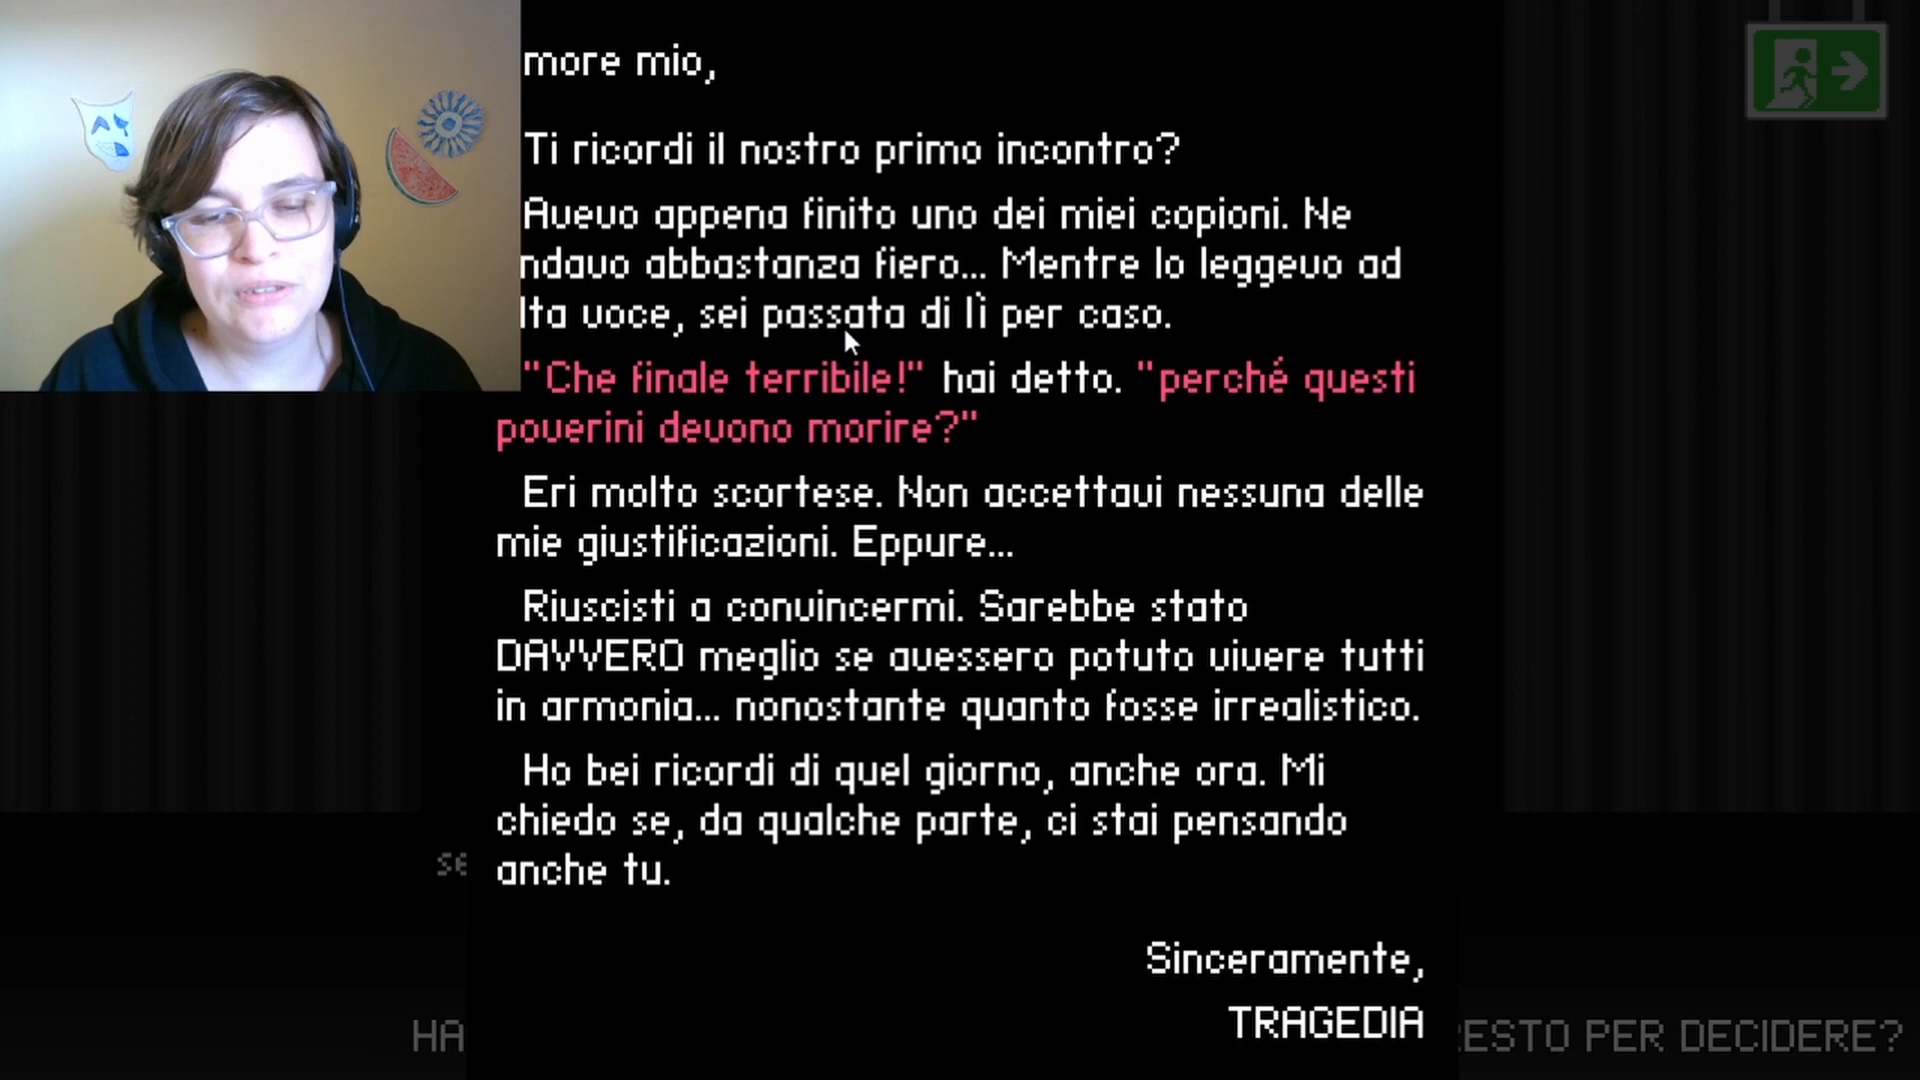 more mio,
Ti ricordi il nostro primo incontro?
Avevo appena finito uno dei miei copioni. Ne
ndavo abbastanza fiero... Mentre lo leggevo ad
lta voce, sei passata di lì per caso.
"Che finale terribile!" hai detto. "perché questi
poverini devono morire?"
Eri molto scortese. Non accettavi nessuna delle
mie giustificazioni. Eppure...
Riuscisti a convincermi. Sarebbe stato
DAVVERO meglio se avessero potuto vivere tutti
in armonia... nonostante quanto fosse irrealistico.
Ho bei ricordi di quel giorno, anche ora. Mi
chiedo se, da qualche parte, ci stai pensando
anche tu.
se
Sinceramente,
TRAGEDIA
HA
ESTO PER DECIDERE?